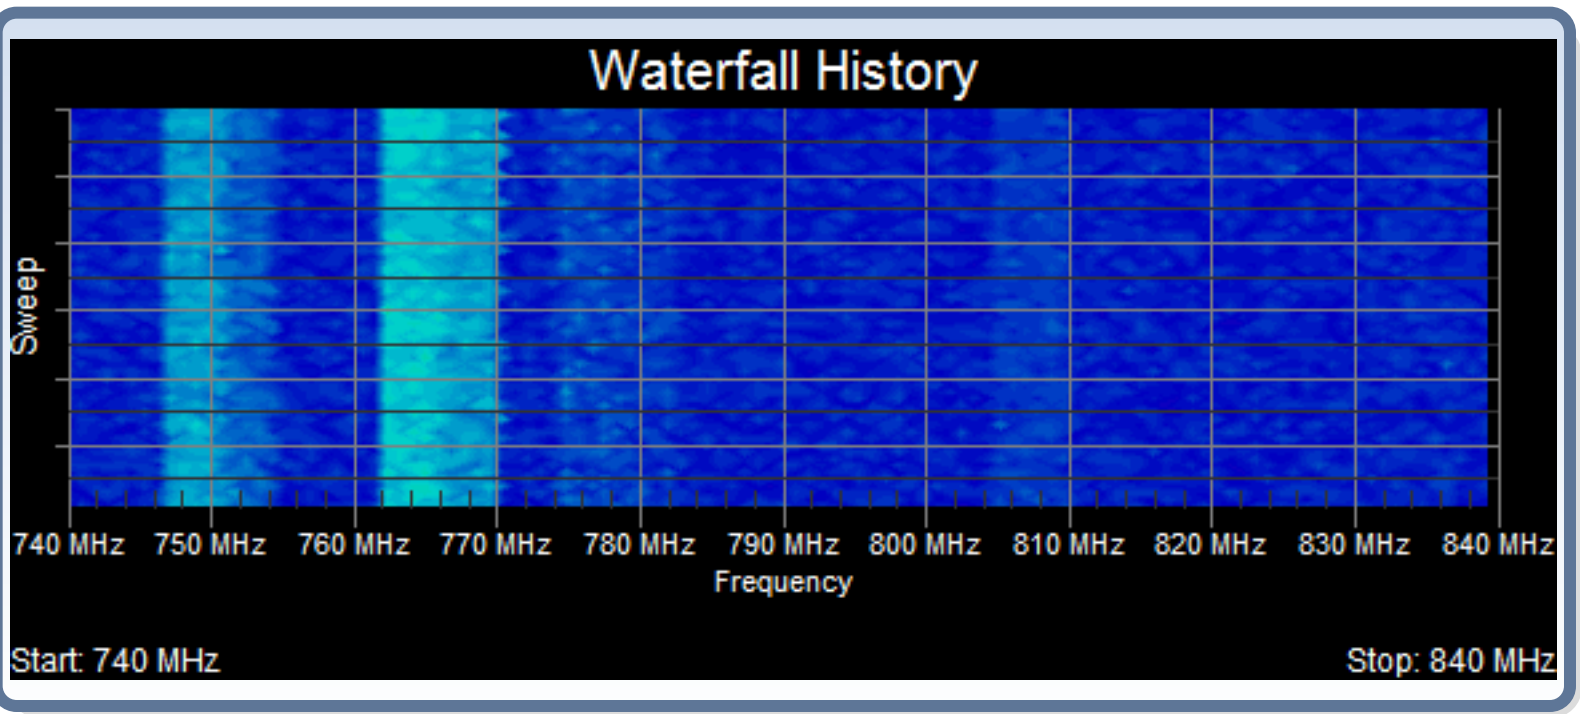 Waterfall History
Sweep
740 MHz 750 MHz 760 MHz 770 MHz 780 MHz 790 MHz 800 MHz 810 MHz 820 MHz 830 MHz 840 MHz
Frequency
Start: 740 MHz Stop: 840 MHz